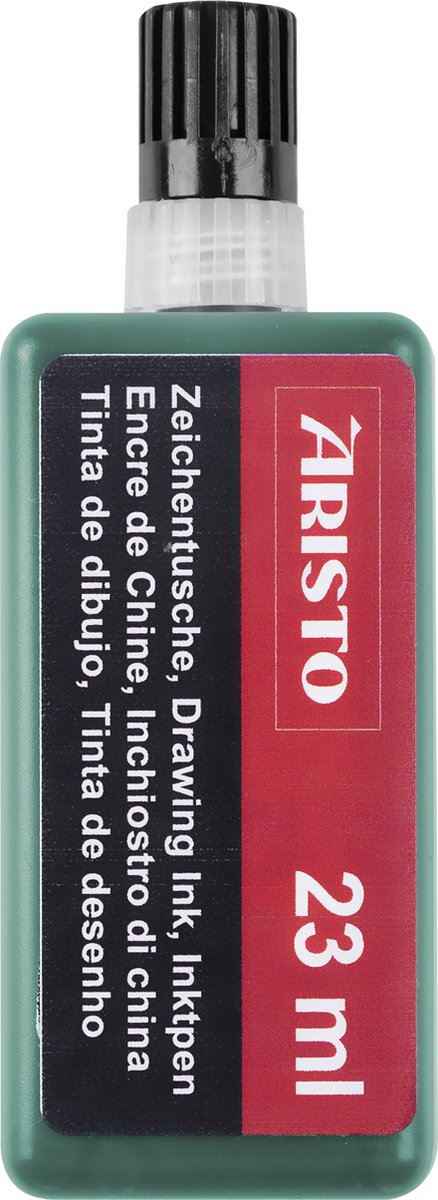 ARISTO 23 ml
Zeichentusche, Drawing Ink, Inktpen
Encre de Chine, Inchiostro di china
Tinta de dibujo, Tinta de desenho